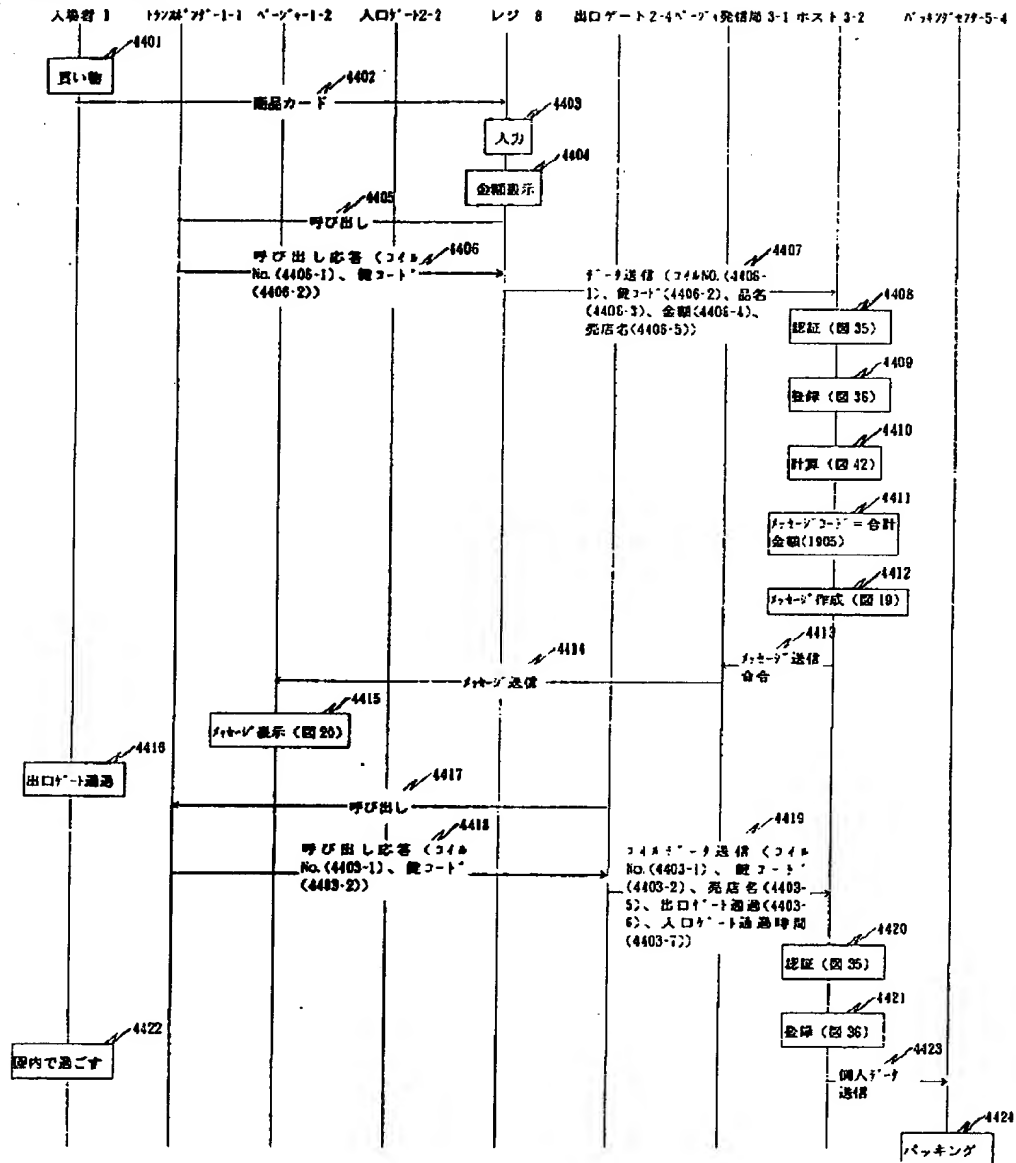 入場者 1 トランスポンダー1-1 ページャー1-2 入口ゲート2-2 レジ 8 出口ゲート2-4 ページャ発信局 3-1 ホスト3-2 パッキングセンター5-4
4401
買い物
4402
商品カード
4403
入力
4404
金額表示
4405
呼び出し
呼び出し応答(コイル
No.(4406-1)、鍵コード
(4406-2))
4406
4407
データ送信(コイルNO.(4406-
1)、鍵コード(4406-2)、品名
(4406-3)、金額(4406-4)、
売店名(4406-5))
4408
認証(図35)
4409
登録(図36)
4410
計算(図42)
4411
メッセージコード=合計
金額(1905)
4412
メッセージ作成(図19)
4413
メッセージ送信
命令
4414
メッセージ送信
4415
メッセージ表示(図20)
4416
出口ゲート通過
4417
呼び出し
4418
呼び出し応答(コイル
No.(4403-1)、鍵コード
(4403-2))
4419
コイルデータ送信(コイル
No.(4403-1)、鍵コード
(4403-2)、売店名(4403-
5)、出口ゲート通過(4403-
6)、入口ゲート通過時間
(4403-7))
4420
認証(図35)
4421
登録(図36)
4422
園内で過ごす
4423
個人データ
送信
4424
パッキング